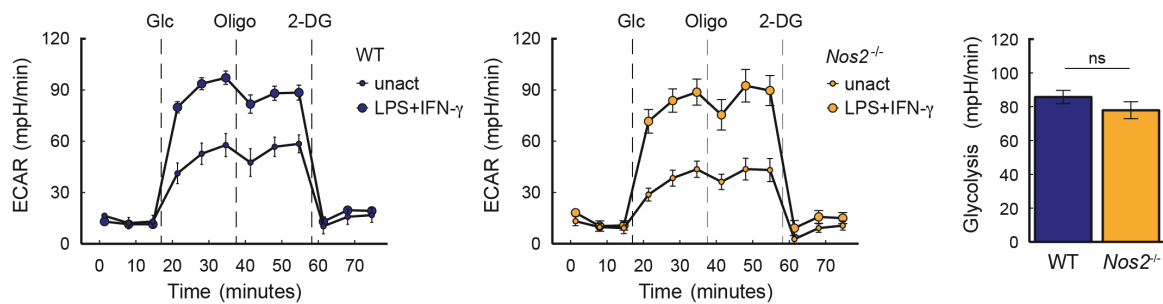 Glc Oligo 2-DG
120
90
60
30
0
ECAR (mpH/min)
WT
unact
LPS+IFN-γ
0 10 20 30 40 50 60 70
Time (minutes)
Glc Oligo 2-DG
120
90
60
30
0
ECAR (mpH/min)
Nos2-/-
unact
LPS+IFN-γ
0 10 20 30 40 50 60 70
Time (minutes)
120
100
80
60
40
20
0
Glycolysis (mpH/min)
ns
WT Nos2-/-